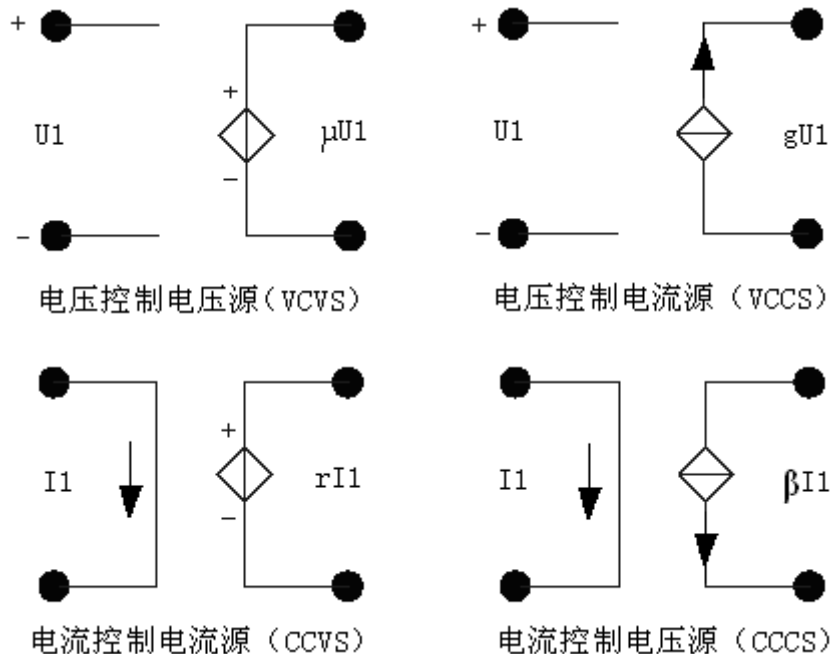 + +
U1 + μU1 U1 gU1
−
− −
电压控制电压源(VCVS) 电压控制电流源 (VCCS)
I1 + rI1 I1 βI1
−
电流控制电流源 (CCVS) 电流控制电压源 (CCCS)